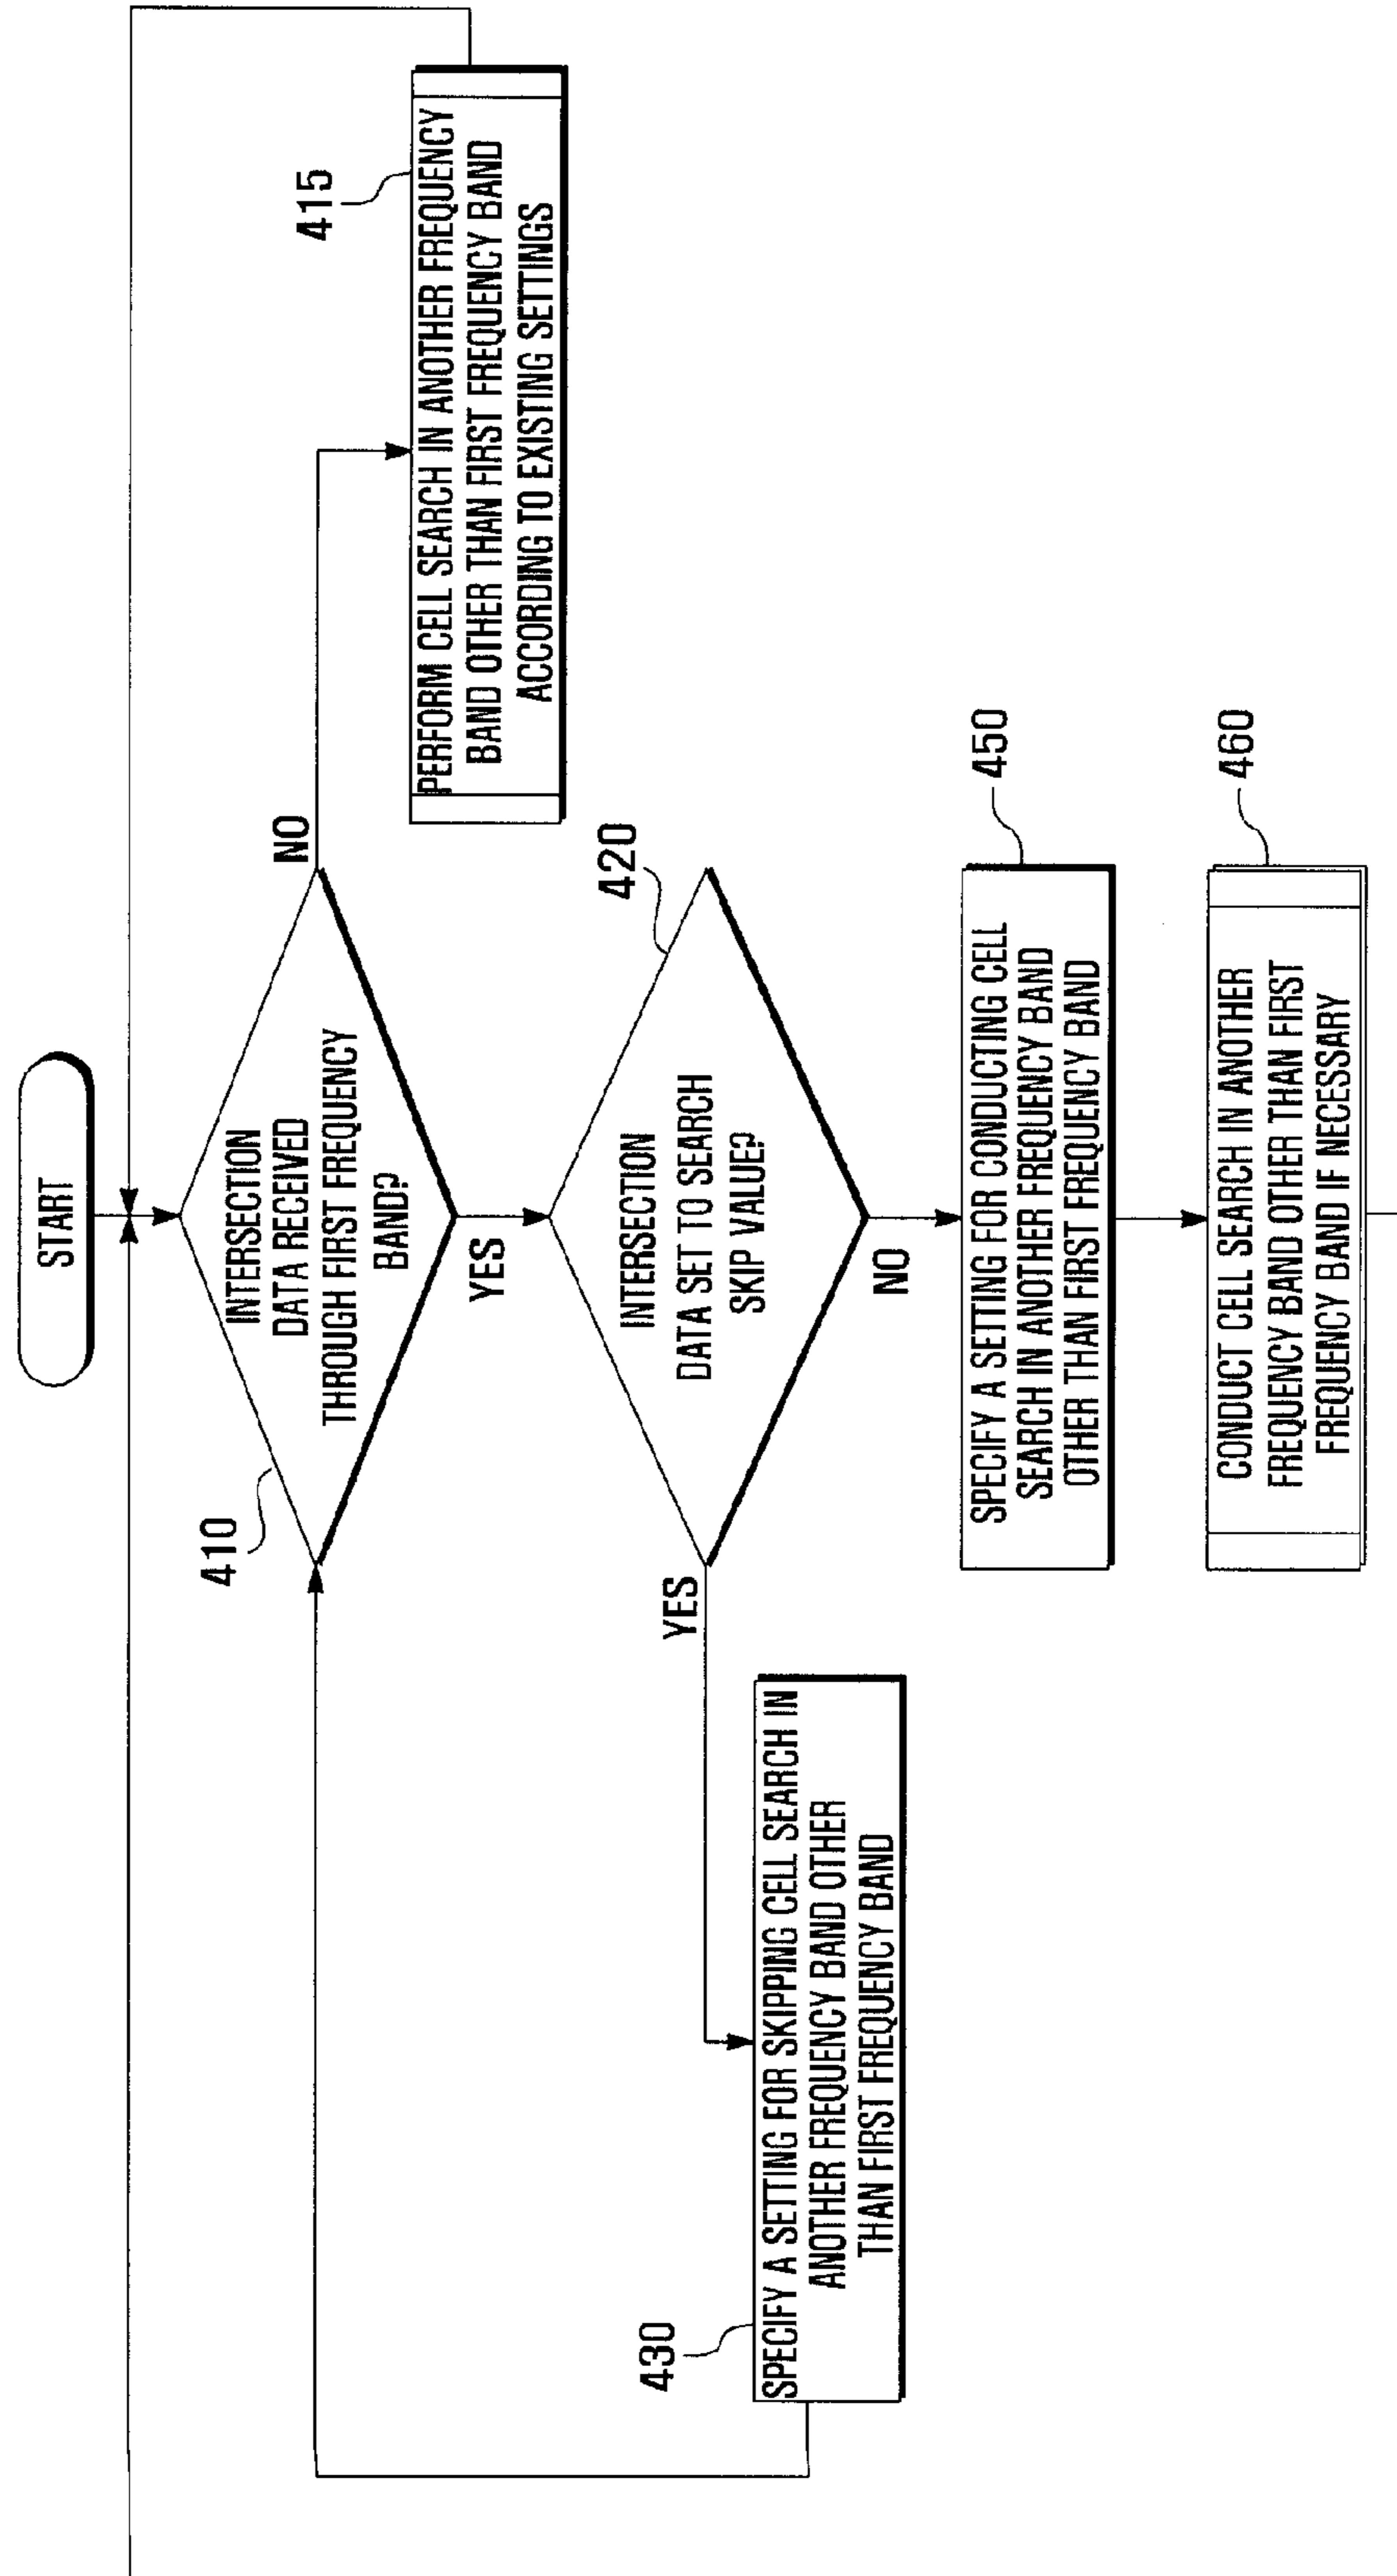 START
410
INTERSECTION
DATA RECEIVED
THROUGH FIRST FREQUENCY
BAND?
NO
YES
415
PERFORM CELL SEARCH IN ANOTHER FREQUENCY
BAND OTHER THAN FIRST FREQUENCY BAND
ACCORDING TO EXISTING SETTINGS
420
INTERSECTION
DATA SET TO SEARCH
SKIP VALUE?
YES
NO
430
SPECIFY A SETTING FOR SKIPPING CELL SEARCH IN
ANOTHER FREQUENCY BAND OTHER
THAN FIRST FREQUENCY BAND
450
SPECIFY A SETTING FOR CONDUCTING CELL
SEARCH IN ANOTHER FREQUENCY BAND
OTHER THAN FIRST FREQUENCY BAND
460
CONDUCT CELL SEARCH IN ANOTHER
FREQUENCY BAND OTHER THAN FIRST
FREQUENCY BAND IF NECESSARY